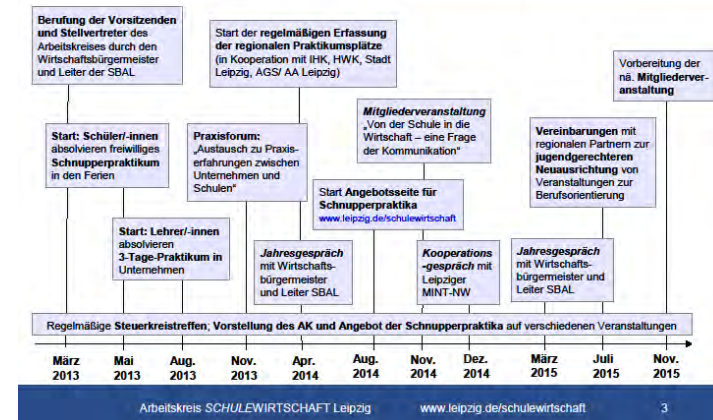 Berufung der Vorsitzenden
und Stellvertreter des
Arbeitskreises durch den
Wirtschaftsbürgermeister
und Leiter der SBAL
Start der regelmäßigen Erfassung
der regionalen Praktikumsplätze
(in Kooperation mit IHK, HWK, Stadt
Leipzig, AGS/ AA Leipzig)
Vorbereitung der
nä. Mitgliederver-
anstaltung
Start: Schüler/-innen
absolvieren freiwilliges
Schnupperpraktikum
in den Ferien
Praxisforum:
„Austausch zu Praxis-
erfahrungen zwischen
Unternehmen und
Schulen“
Mitgliederveranstaltung
„Von der Schule in die
Wirtschaft – eine Frage
der Kommunikation“
Vereinbarungen mit
regionalen Partnern zur
jugendgerechteren
Neuausrichtung von
Veranstaltungen zur
Berufsorientierung
Start Angebotsseite für
Schnupperpraktika
www.leipzig.de/schulewirtschaft
Start: Lehrer/-innen
absolvieren
3-Tage-Praktikum in
Unternehmen
Jahresgespräch
mit Wirtschafts-
bürgermeister
und Leiter SBAL
Kooperations
-gespräch mit
Leipziger
MINT-NW
Jahresgespräch
mit Wirtschafts-
bürgermeister und
Leiter SBAL
Regelmäßige Steuerkreistreffen; Vorstellung des AK und Angebot der Schnupperpraktika auf verschiedenen Veranstaltungen
März Mai Aug. Nov. Apr. Aug. Nov. Dez. März Juli Nov.
2013 2013 2013 2013 2014 2014 2014 2014 2015 2015 2015
Arbeitskreis SCHULEWIRTSCHAFT Leipzig www.leipzig.de/schulewirtschaft 3